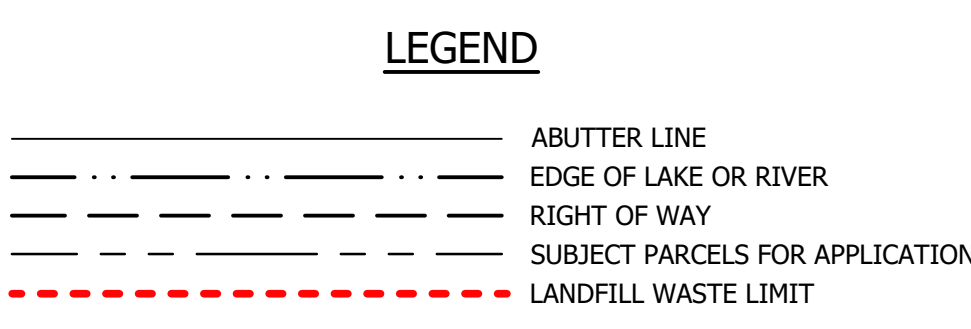 LEGEND
ABUTTER LINE
EDGE OF LAKE OR RIVER
RIGHT OF WAY
SUBJECT PARCELS FOR APPLICATION
LANDFILL WASTE LIMIT